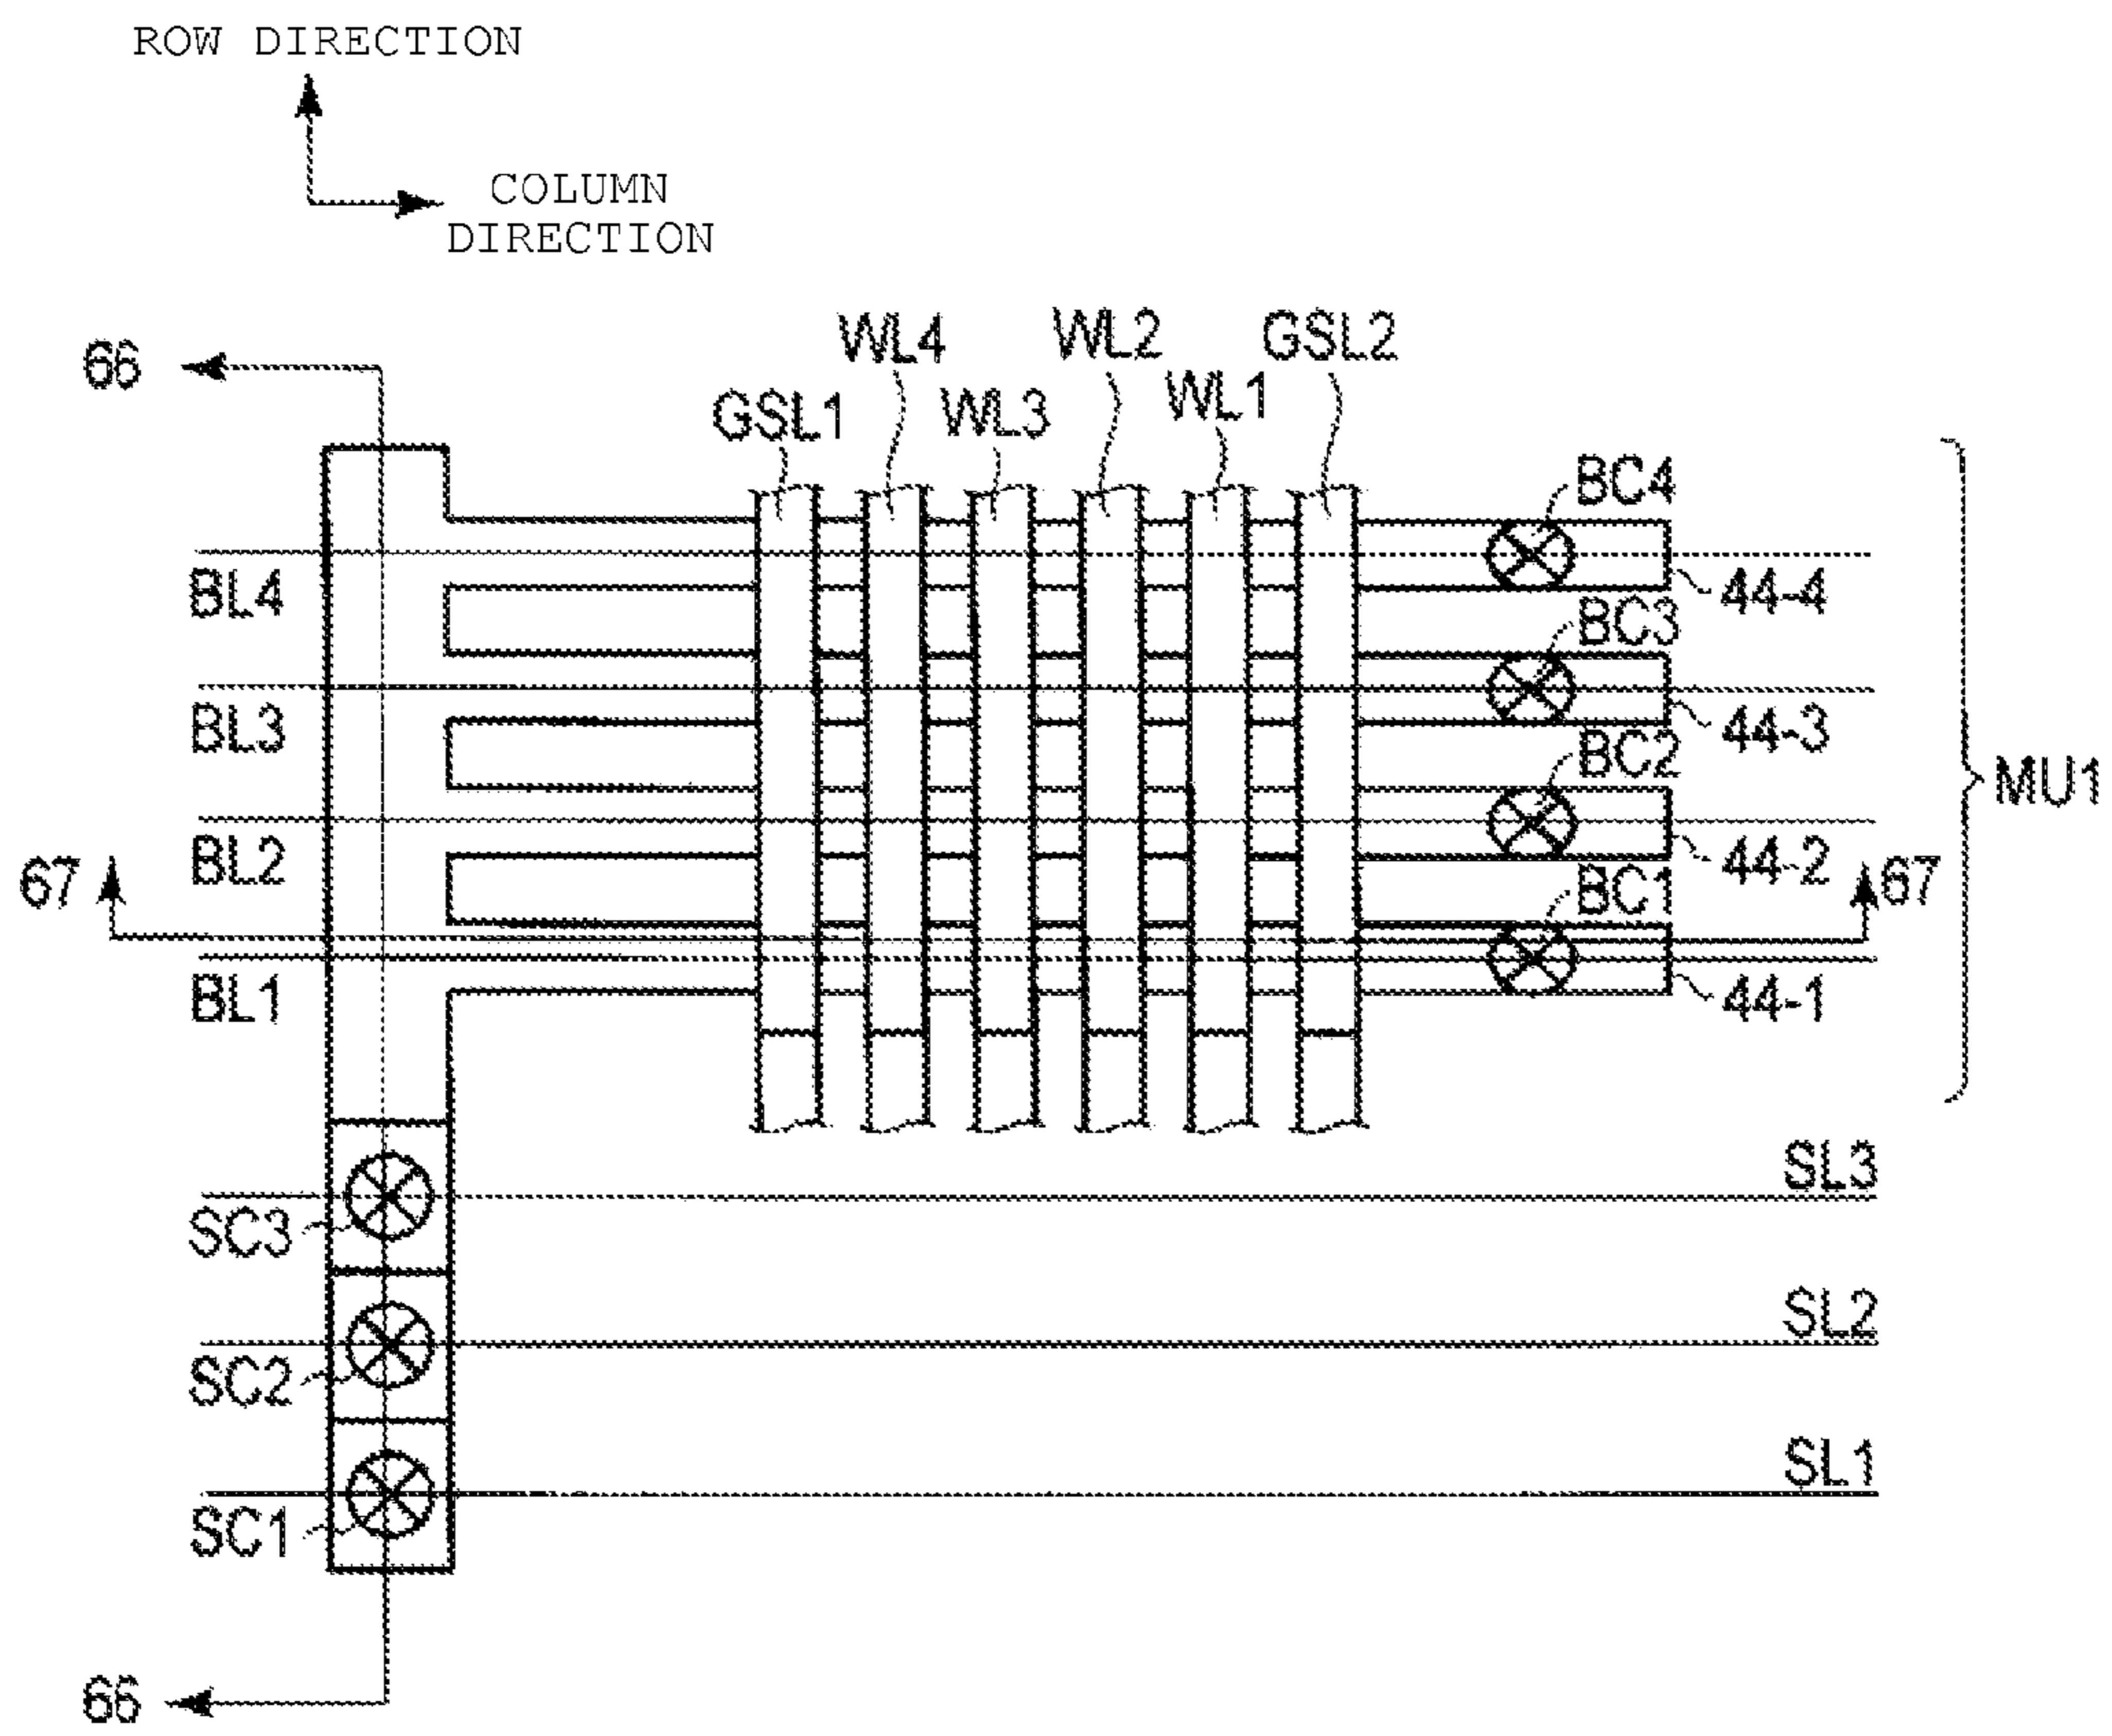 ROW DIRECTION
COLUMN
DIRECTION
66
GSL1
WL4
WL3
WL2
WL1
GSL2
BC4
BL4
44-4
BC3
BL3
44-3
BC2
MU1
BL2
44-2
67
67
BC1
BL1
44-1
SL3
SC3
SL2
SC2
SL1
SC1
66